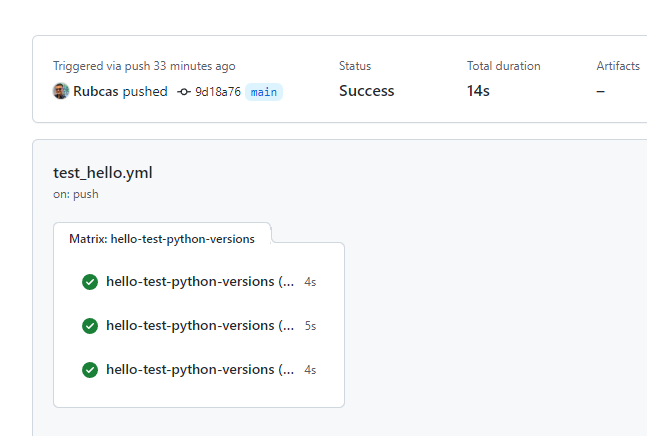 Triggered via push 33 minutes ago
Status
Total duration
Artifacts
Rubcas pushed 9d18a76 main
Success
14s
–
test_hello.yml
on: push
Matrix: hello-test-python-versions
hello-test-python-versions (... 4s
hello-test-python-versions (... 5s
hello-test-python-versions (... 4s